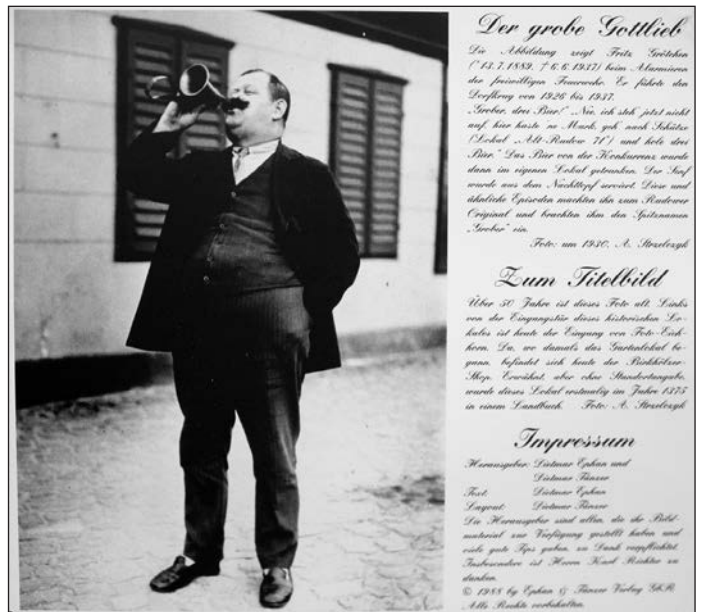 Der grobe Gottlieb
Die Abbildung zeigt Fritz Grötchen
(* 13. 7. 1889, † 6. 6. 1937) beim Alarmieren
der freiwilligen Feuerwehr. Er führte den
Dorfkrug von 1926 bis 1937.
„Grober, drei Bier!" „Nee, ich steh' jetzt nicht
auf, hier haste 'ne Mark, geh' nach Schütze
(Lokal „Alt-Rudow 71") und hole drei
Bier." Das Bier von der Konkurrenz wurde
dann im eigenen Lokal getrunken. Der Senf
wurde aus dem Nachttopf serviert. Diese und
ähnliche Episoden machten ihn zum Rudower
Original und brachten ihm den Spitznamen
„Grober" ein.
Foto: um 1930, A. Strzelczyk
Zum Titelbild
Über 50 Jahre ist dieses Foto alt. Links
von der Eingangstür dieses historischen Lo-
kales ist heute der Eingang von Foto-Eich-
horn. Da, wo damals das Gartenlokal be-
gann, befindet sich heute der Birkhölzer-
Shop. Erwähnt, aber ohne Standortangabe,
wurde dieses Lokal erstmalig im Jahre 1375
in einem Landbuch. Foto: A. Strzelczyk
Impressum
Herausgeber: Dietmar Ephan und
Dietmar Tänzer
Text: Dietmar Ephan
Layout: Dietmar Tänzer
Die Herausgeber sind allen, die ihr Bild-
material zur Verfügung gestellt haben und
viele gute Tips gaben, zu Dank verpflichtet.
Insbesondere ist Herrn Karl Richter zu
danken.
© 1988 by Ephan & Tänzer Verlag GbR
Alle Rechte vorbehalten.